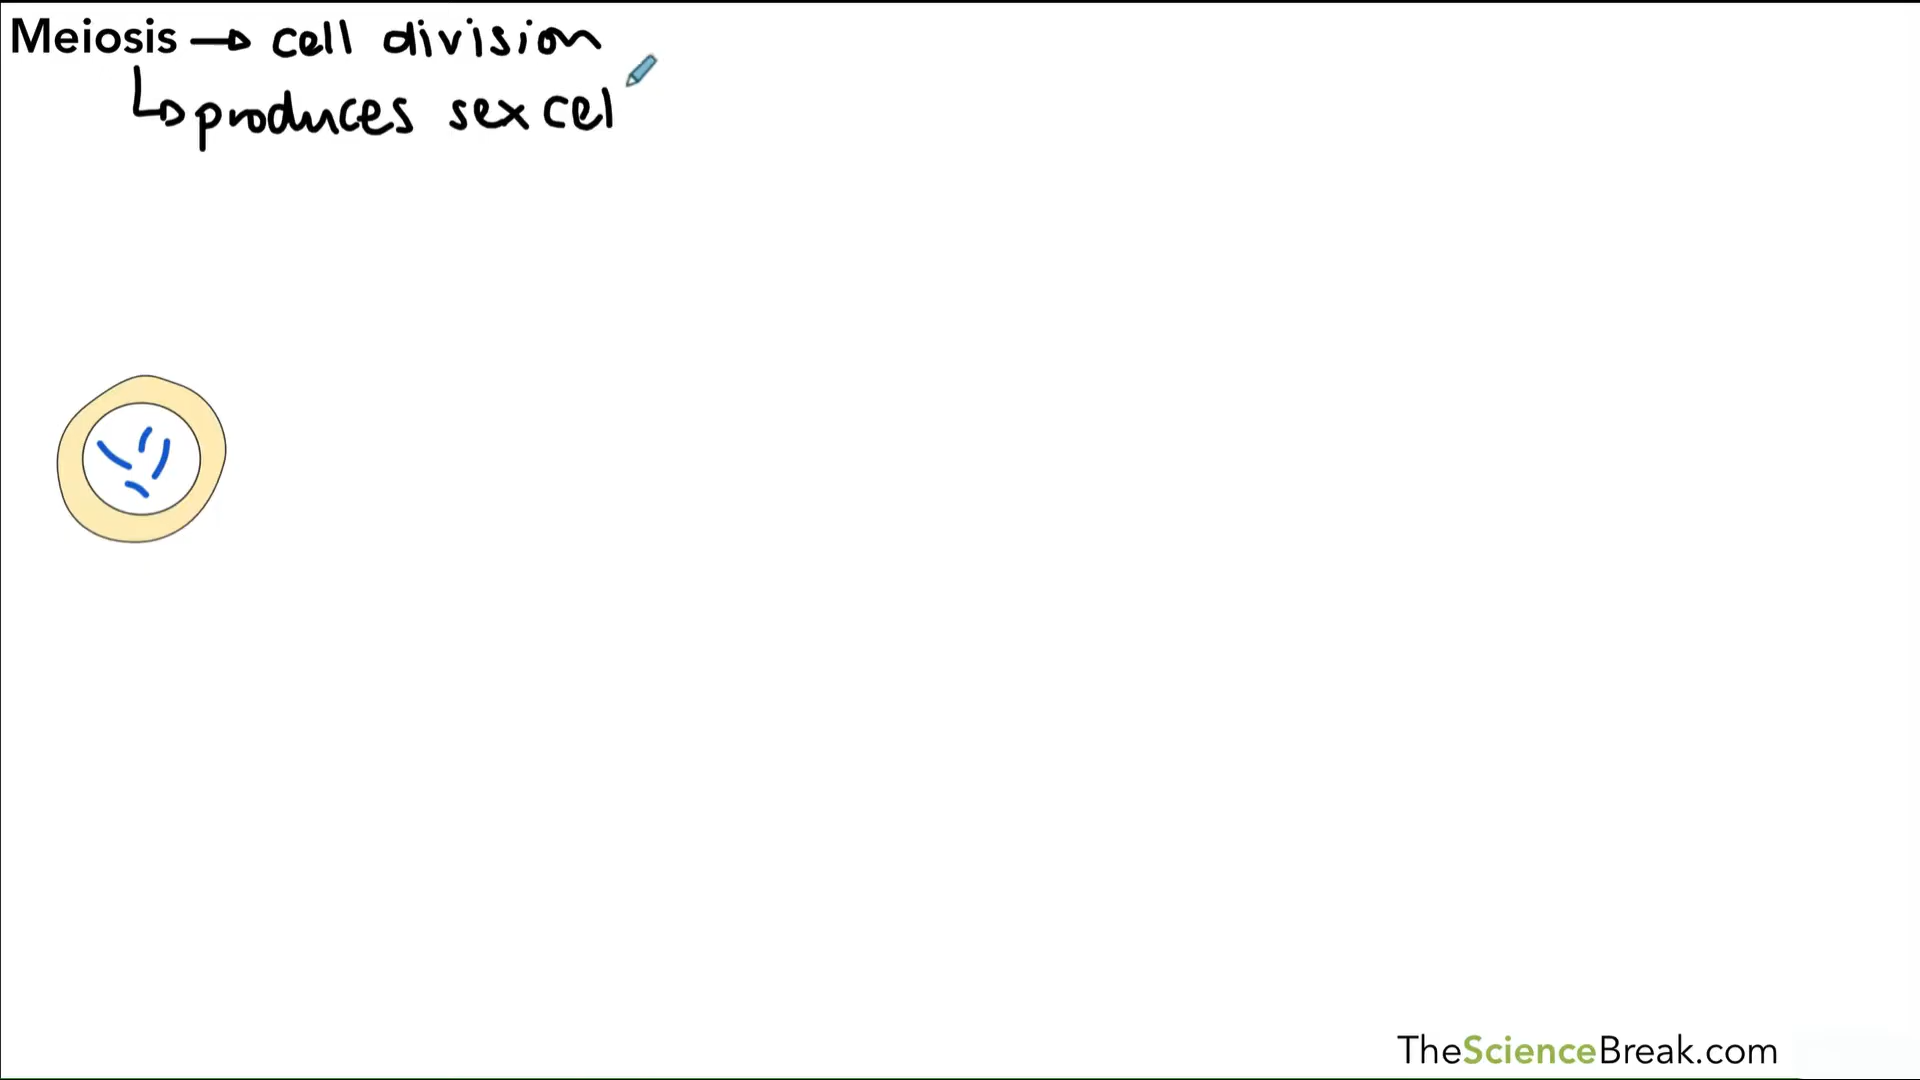 Meiosis → cell division
↳ produces sex cel
TheScienceBreak.com